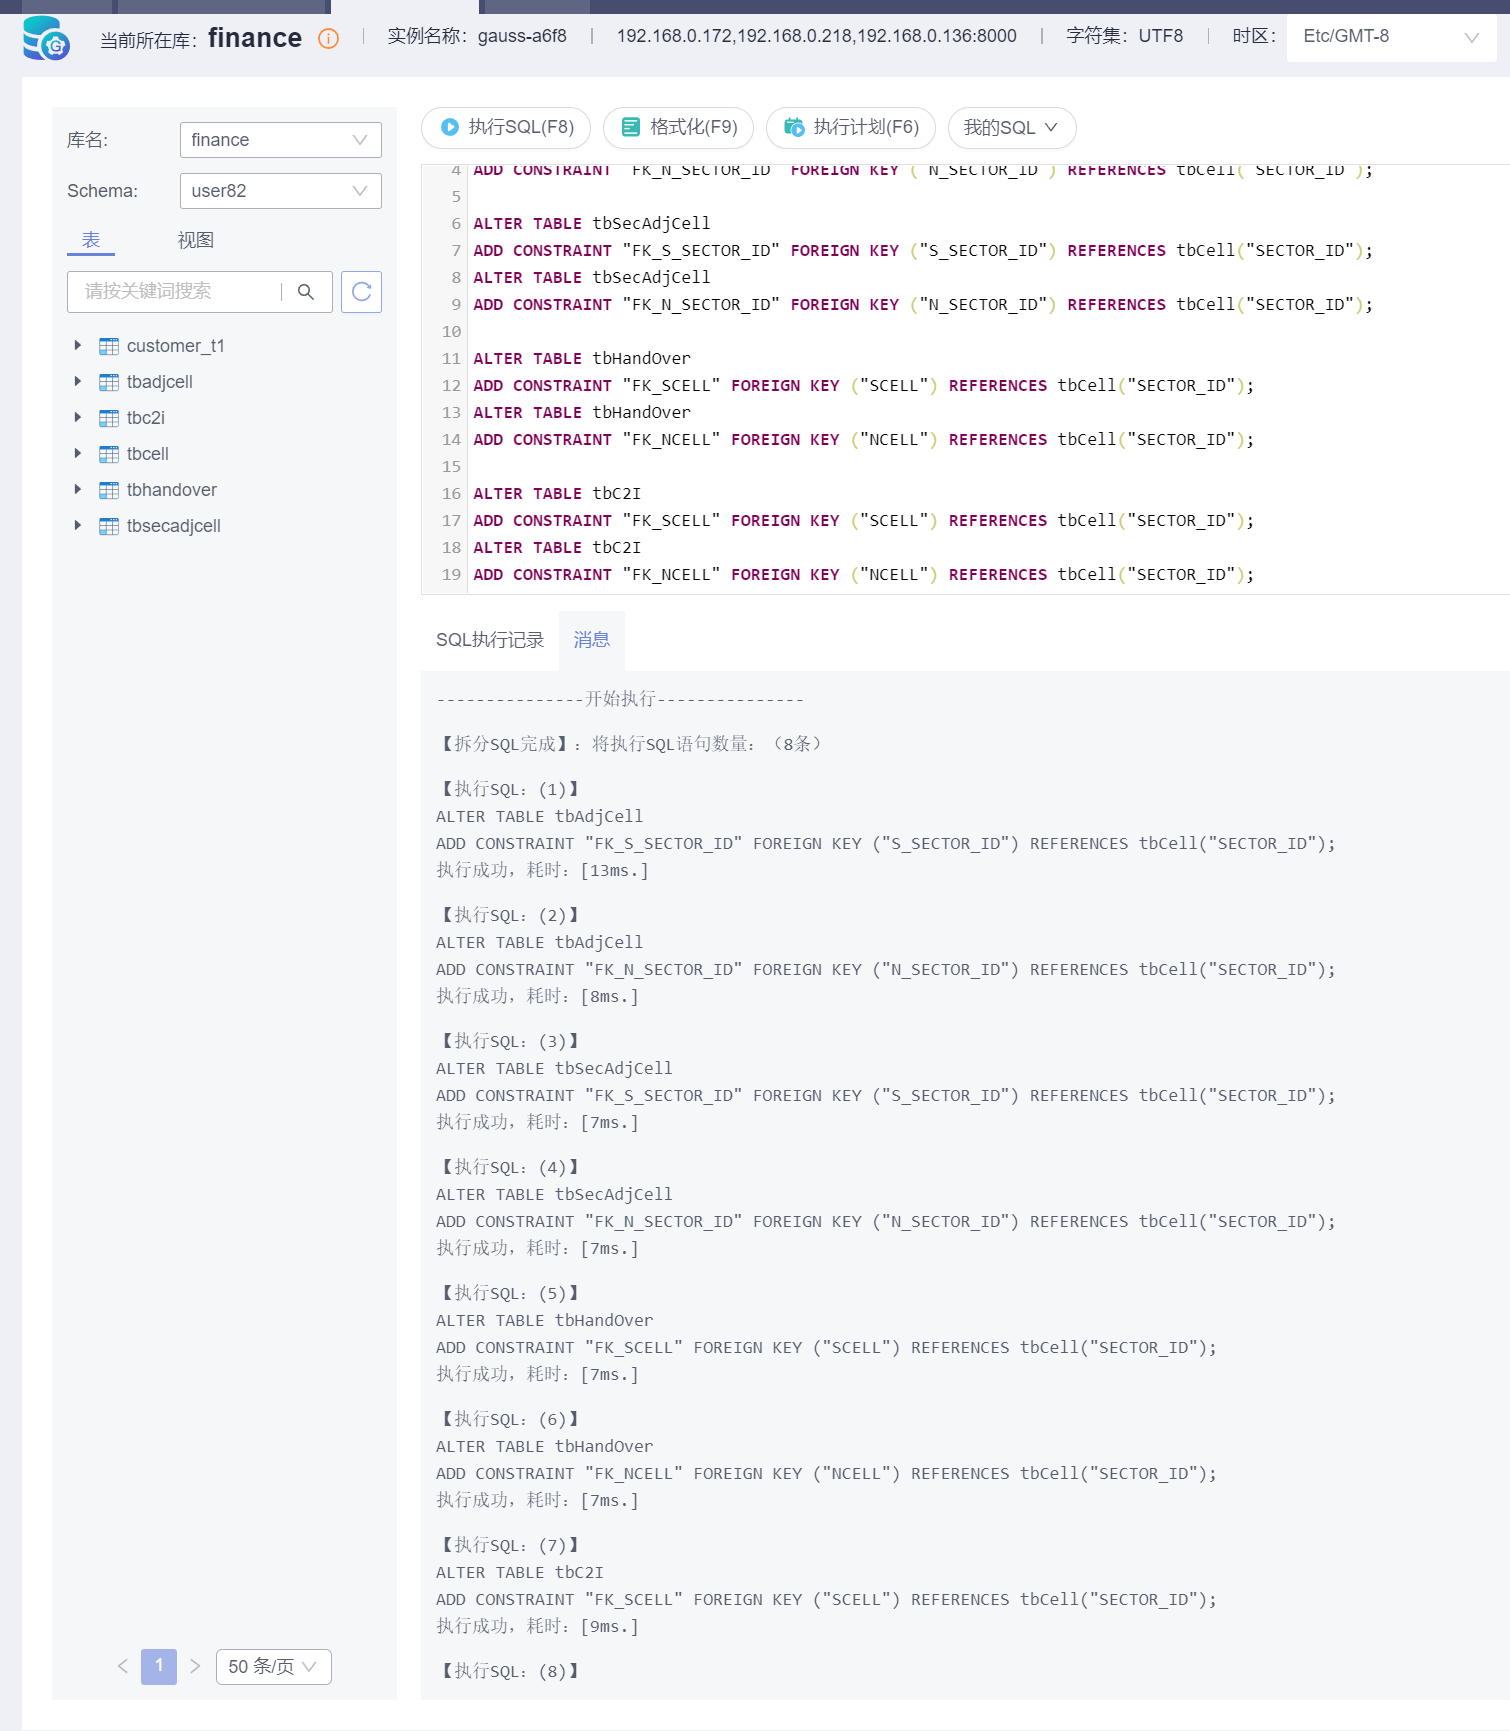 当前所在库: finance | 实例名称: gauss-a6f8 | 192.168.0.172,192.168.0.218,192.168.0.136:8000 | 字符集: UTF8 | 时区: Etc/GMT-8
库名: finance
Schema: user82
表 视图
请按关键词搜索
customer_t1
tbadjcell
tbc2i
tbcell
tbhandover
tbsecadjcell
1 50 条/页
执行SQL(F8) 格式化(F9) 执行计划(F6) 我的SQL
4 ADD CONSTRAINT "FK_N_SECTOR_ID" FOREIGN KEY ("N_SECTOR_ID") REFERENCES tbCell("SECTOR_ID");
5
6 ALTER TABLE tbSecAdjCell
7 ADD CONSTRAINT "FK_S_SECTOR_ID" FOREIGN KEY ("S_SECTOR_ID") REFERENCES tbCell("SECTOR_ID");
8 ALTER TABLE tbSecAdjCell
9 ADD CONSTRAINT "FK_N_SECTOR_ID" FOREIGN KEY ("N_SECTOR_ID") REFERENCES tbCell("SECTOR_ID");
10
11 ALTER TABLE tbHandOver
12 ADD CONSTRAINT "FK_SCELL" FOREIGN KEY ("SCELL") REFERENCES tbCell("SECTOR_ID");
13 ALTER TABLE tbHandOver
14 ADD CONSTRAINT "FK_NCELL" FOREIGN KEY ("NCELL") REFERENCES tbCell("SECTOR_ID");
15
16 ALTER TABLE tbC2I
17 ADD CONSTRAINT "FK_SCELL" FOREIGN KEY ("SCELL") REFERENCES tbCell("SECTOR_ID");
18 ALTER TABLE tbC2I
19 ADD CONSTRAINT "FK_NCELL" FOREIGN KEY ("NCELL") REFERENCES tbCell("SECTOR_ID");
SQL执行记录 消息
---------------开始执行---------------
【拆分SQL完成】: 将执行SQL语句数量: （8条）
【执行SQL: (1)】
ALTER TABLE tbAdjCell
ADD CONSTRAINT "FK_S_SECTOR_ID" FOREIGN KEY ("S_SECTOR_ID") REFERENCES tbCell("SECTOR_ID");
执行成功，耗时: [13ms.]
【执行SQL: (2)】
ALTER TABLE tbAdjCell
ADD CONSTRAINT "FK_N_SECTOR_ID" FOREIGN KEY ("N_SECTOR_ID") REFERENCES tbCell("SECTOR_ID");
执行成功，耗时: [8ms.]
【执行SQL: (3)】
ALTER TABLE tbSecAdjCell
ADD CONSTRAINT "FK_S_SECTOR_ID" FOREIGN KEY ("S_SECTOR_ID") REFERENCES tbCell("SECTOR_ID");
执行成功，耗时: [7ms.]
【执行SQL: (4)】
ALTER TABLE tbSecAdjCell
ADD CONSTRAINT "FK_N_SECTOR_ID" FOREIGN KEY ("N_SECTOR_ID") REFERENCES tbCell("SECTOR_ID");
执行成功，耗时: [7ms.]
【执行SQL: (5)】
ALTER TABLE tbHandOver
ADD CONSTRAINT "FK_SCELL" FOREIGN KEY ("SCELL") REFERENCES tbCell("SECTOR_ID");
执行成功，耗时: [7ms.]
【执行SQL: (6)】
ALTER TABLE tbHandOver
ADD CONSTRAINT "FK_NCELL" FOREIGN KEY ("NCELL") REFERENCES tbCell("SECTOR_ID");
执行成功，耗时: [7ms.]
【执行SQL: (7)】
ALTER TABLE tbC2I
ADD CONSTRAINT "FK_SCELL" FOREIGN KEY ("SCELL") REFERENCES tbCell("SECTOR_ID");
执行成功，耗时: [9ms.]
【执行SQL: (8)】